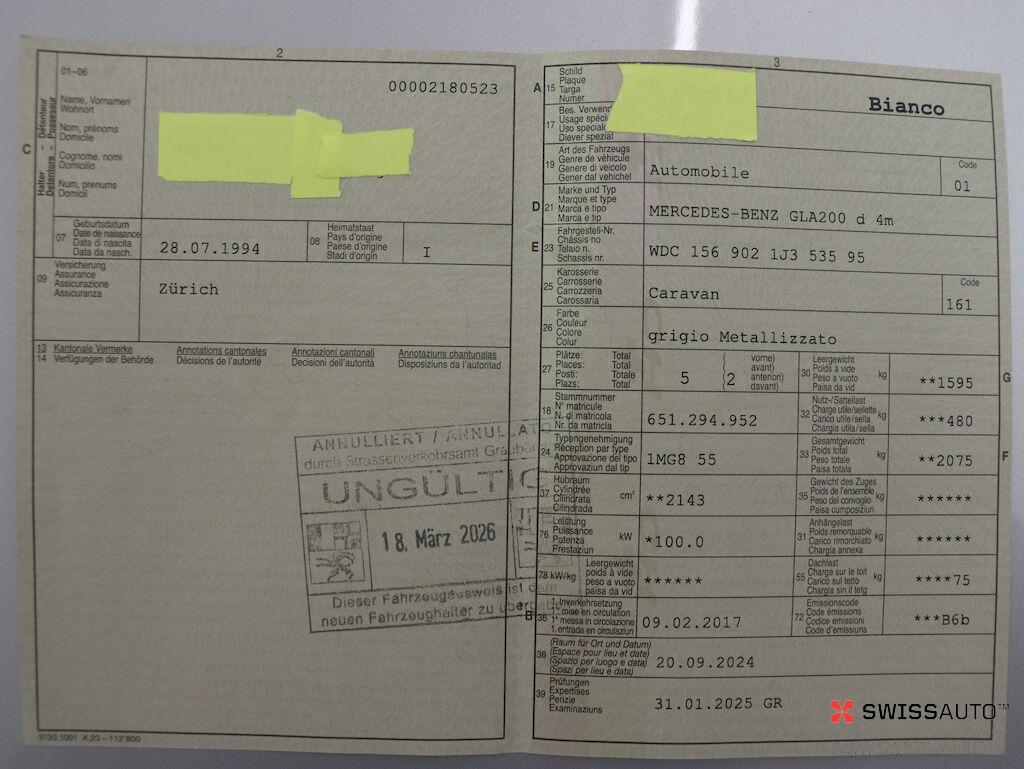 2
01-06
00002180523
C
Halter - Détenteur
Detentore - Possessur
Name, Vornamen
Wohnort
Nom, prénoms
Domicile
Cognome, nomi
Domicilio
Num, prenums
Domicil
07
Geburtsdatum
Date de naissance
Data di nascita
Data da nasch.
28.07.1994
08
Heimatstaat
Pays d'origine
Paese d'origine
Stadi d'origin
I
09
Versicherung
Assurance
Assicurazione
Assicuranza
Zürich
13 Kantonale Vermerke Annotations cantonales Annotazioni cantonali Annotaziuns chantunalas
14 Verfügungen der Behörde Décisions de l'autorité Decisioni dell'autorità Disposiziuns da l'autoritad
ANNULLIERT / ANNULLATO
durch Strassenverkehrsamt
UNGÜLTIG
18. März 2026
Dieser Fahrzeugausweis ist dem
neuen Fahrzeughalter zu
3
A
15
Schild
Plaque
Targa
Numer
Bianco
17
Bes. Verwen
Usage spéci
Uso special
Diever spezial
19
Art des Fahrzeugs
Genre de véhicule
Genere di veicolo
Gener dal vehichel
Automobile
Code
01
D
21
Marke und Typ
Marque et type
Marca e tipo
Marca e tip
MERCEDES-BENZ GLA200 d 4m
E
23
Fahrgestell-Nr.
Châssis no
Telaio n.
Schassis nr.
WDC 156 902 1J3 535 95
25
Karosserie
Carrosserie
Carrozzeria
Carossaria
Caravan
Code
161
26
Farbe
Couleur
Colore
Colur
grigio Metallizzato
27
Plätze: Total
Places: Total
Posti: Totale
Plazs: Total
5
2
vorne)
avant)
anteriori)
davant)
30
Leergewicht
Poids à vide
Peso a vuoto
Paisa da vid
kg
**1595
G
18
Stammnummer
N° matricule
N. di matricola
Nr. da matricla
651.294.952
32
Nutz-/Sattellast
Charge utile/sellette
Carico utile/sella
Chargia utila/sella
kg
***480
24
Typengenehmigung
Réception par type
Approvazione del tipo
Approvaziun dal tip
1MG8 55
33
Gesamtgewicht
Poids total
Peso totale
Paisa totala
kg
**2075
F
37
Hubraum
Cylindrée
Cilindrata
Cilindrada
cm³
**2143
35
Gewicht des Zuges
Poids de l'ensemble
Peso del convoglio
Paisa cumposiziun
kg
******
76
Leistung
Puissance
Potenza
Prestaziun
kW
*100.0
31
Anhängelast
Poids remorquable
Carico rimorchiato
Chargia annexa
kg
******
78 kW/kg
Leergewicht
poids à vide
peso a vuoto
paisa da vid
******
55
Dachlast
Charge sur le toit
Carico sul tetto
Chargia sin il tetg
kg
****75
B
36
1. Inverkehrsetzung
1re mise en circulation
1a messa in circolazione
1. entrada en circulaziun
09.02.2017
72
Emissionscode
Code émissions
Codice emissioni
Code d'emissiuns
***B6b
38
(Raum für Ort und Datum)
(Espace pour lieu et date)
(Spazio per luogo e data)
(Spazi per lieu e data)
20.09.2024
39
Prüfungen
Expertises
Perizie
Examinaziuns
31.01.2025 GR
SWISSAUTO™